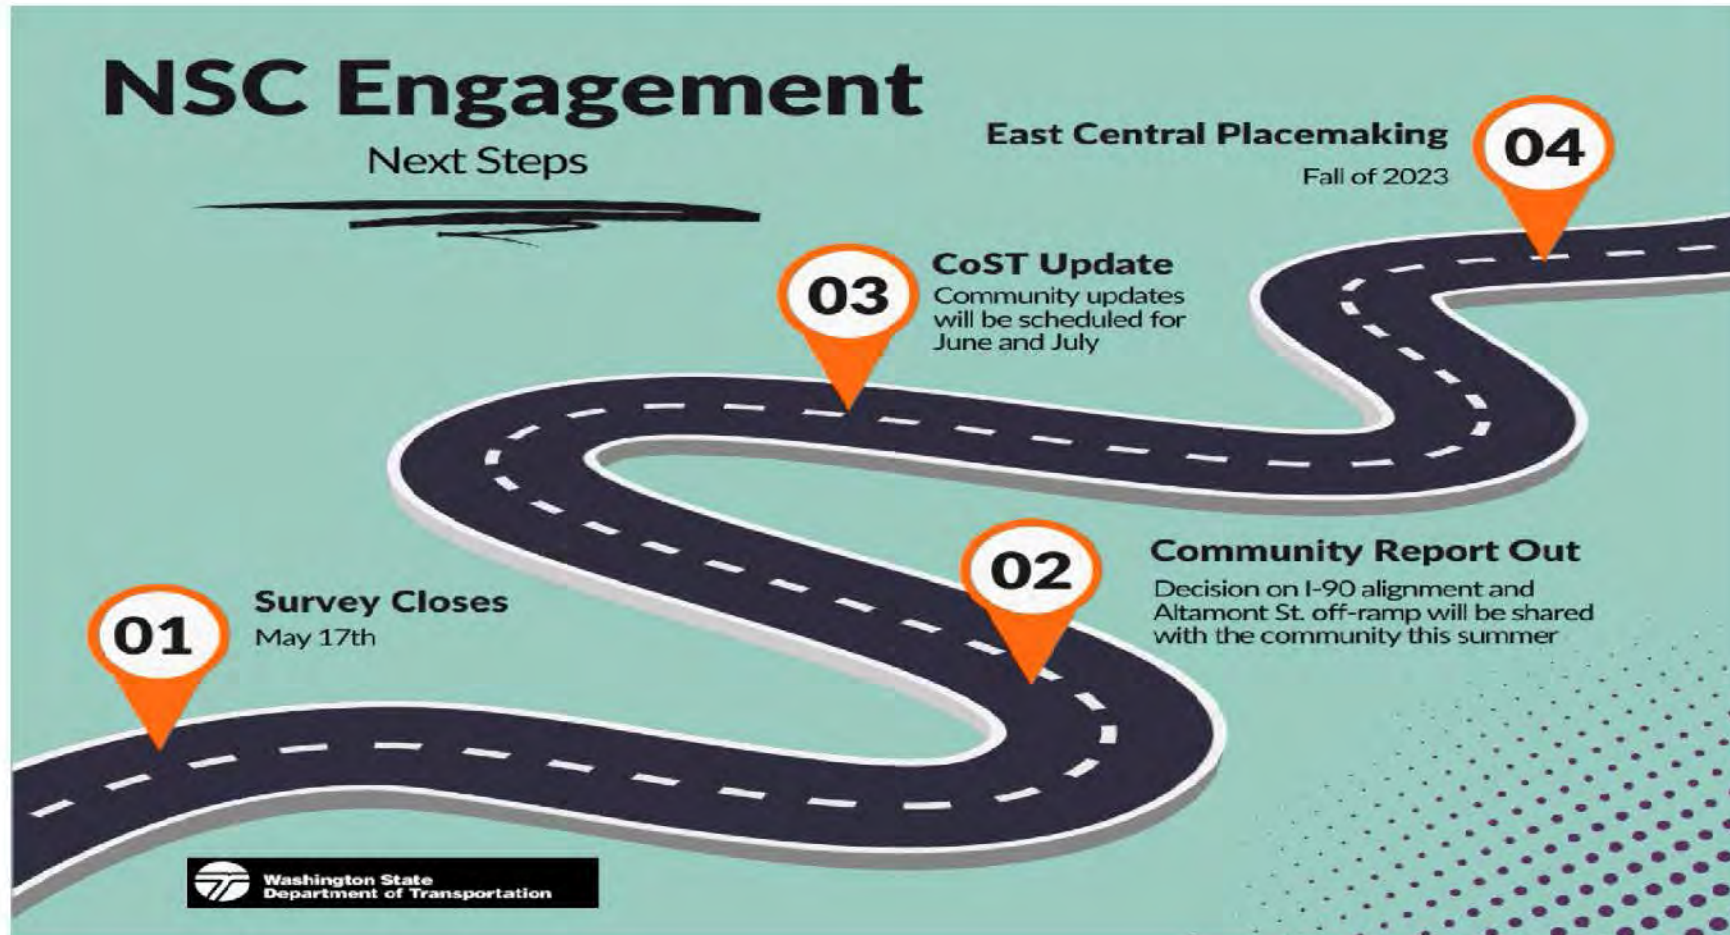 NSC Engagement
Next Steps
01
Survey Closes
May 17th
02
Community Report Out
Decision on I-90 alignment and
Altamont St. off-ramp will be shared
with the community this summer
03
CoST Update
Community updates
will be scheduled for
June and July
04
East Central Placemaking
Fall of 2023
Washington State
Department of Transportation